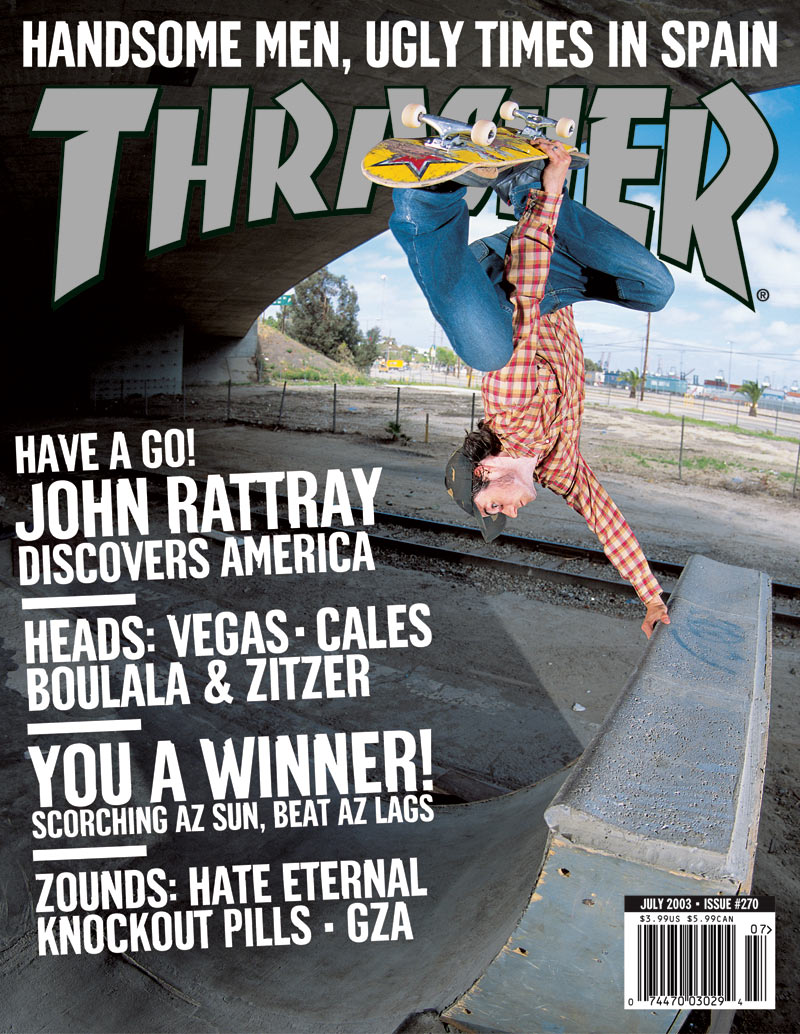 HANDSOME MEN, UGLY TIMES IN SPAIN
THRASHER
®
HAVE A GO!
JOHN RATTRAY
DISCOVERS AMERICA
HEADS: VEGAS · CALES
BOULALA & ZITZER
YOU A WINNER!
SCORCHING AZ SUN, BEAT AZ LAGS
ZOUNDS: HATE ETERNAL
KNOCKOUT PILLS · GZA
JULY 2003 • ISSUE #270
$3.99US $5.99CAN
07>
0 74470 03029 4